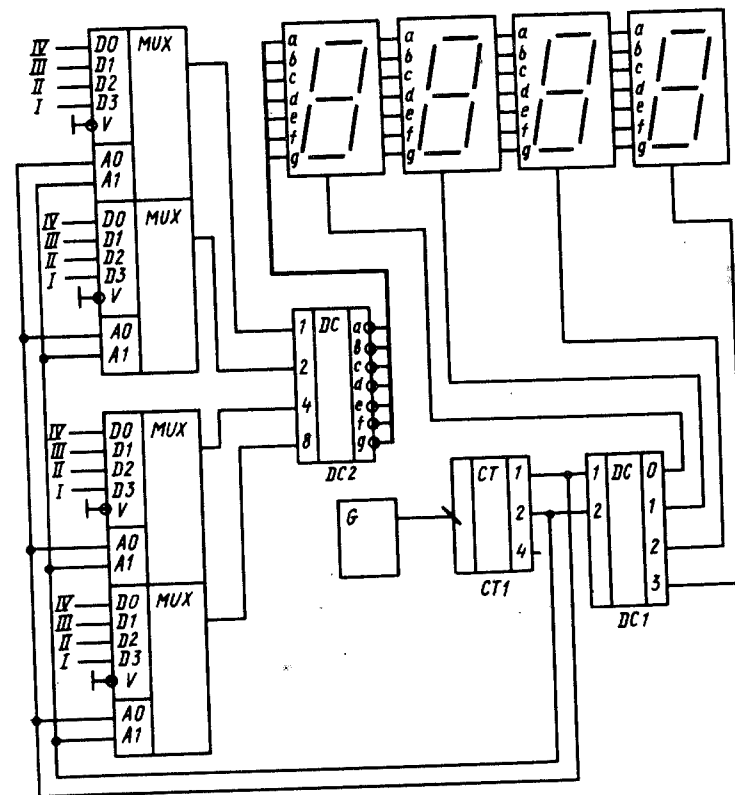 IV D0 MUX
III D1
II D2
I D3
V
A0
A1
IV D0 MUX
III D1
II D2
I D3
V
A0
A1
IV D0 MUX
III D1
II D2
I D3
V
A0
A1
IV D0 MUX
III D1
II D2
I D3
V
A0
A1
a
b
c
d
e
f
g
a
b
c
d
e
f
g
a
b
c
d
e
f
g
a
b
c
d
e
f
g
1 DC a
b
2 c
d
4 e
f
8 g
DC2
G
CT 1
2
4
CT1
1 DC 0
2 1
2
3
DC1